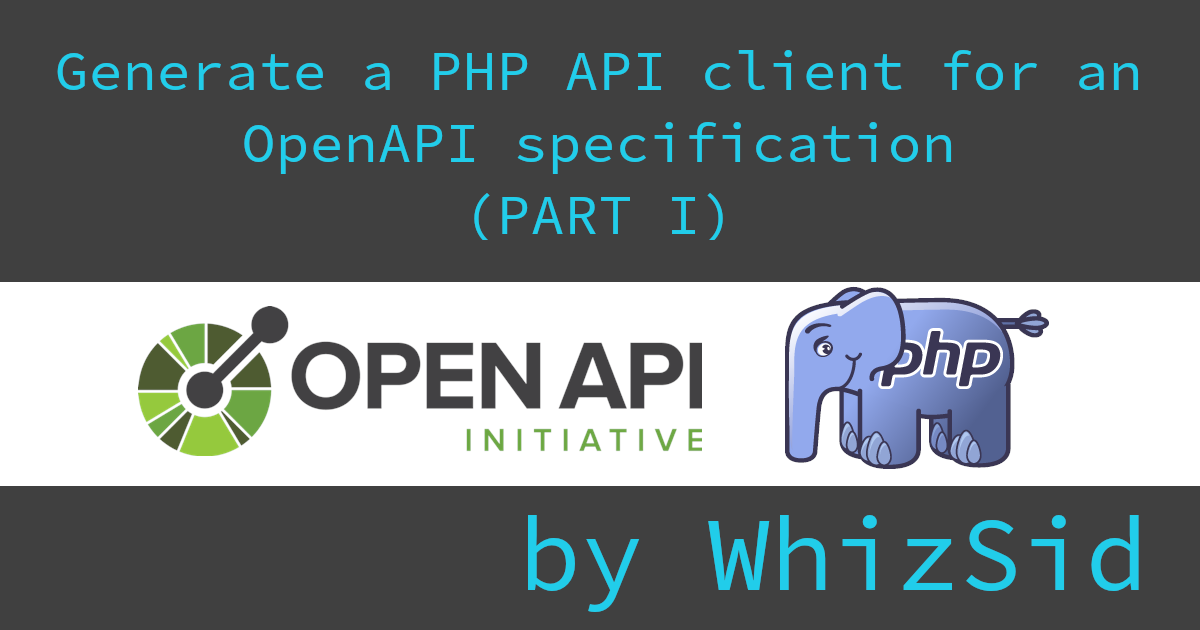 Generate a PHP API client for an
OpenAPI specification
(PART I)
OPEN API
INITIATIVE
php
by WhizSid